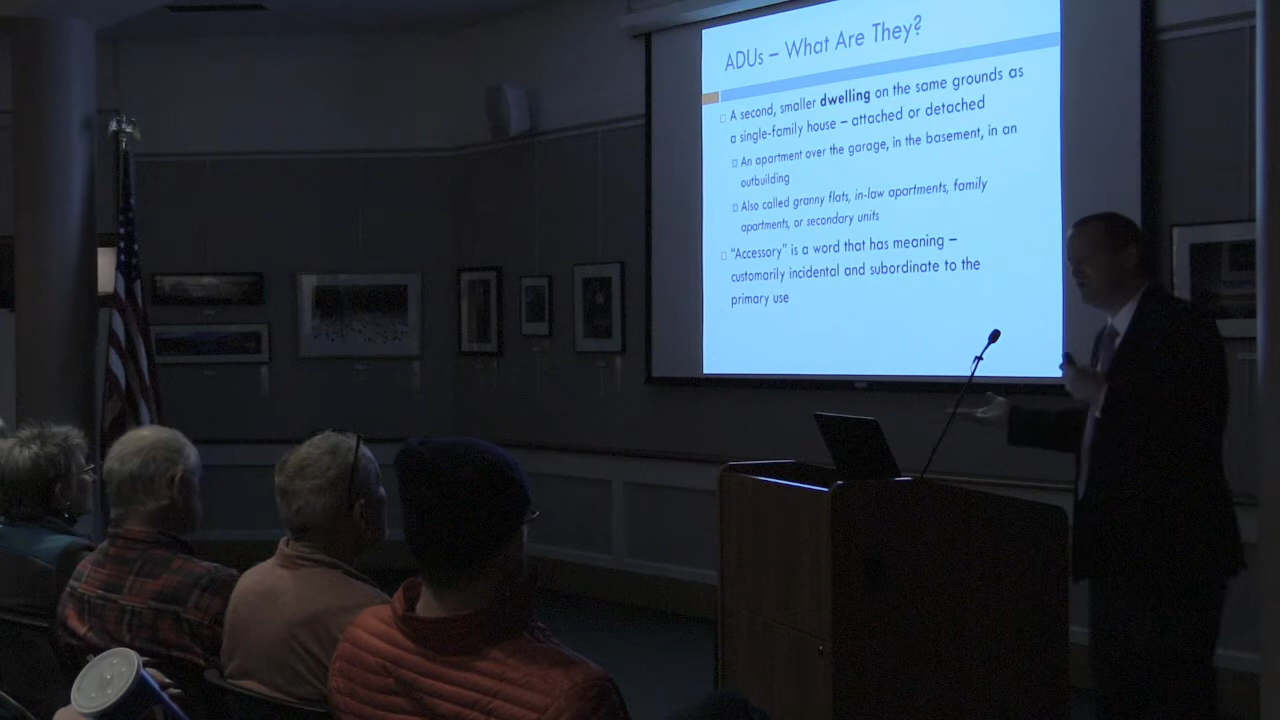 ADUs – What Are They?
A second, smaller dwelling on the same grounds as
a single-family house – attached or detached
An apartment over the garage, in the basement, in an
outbuilding
Also called granny flats, in-law apartments, family
apartments, or secondary units
"Accessory" is a word that has meaning –
customarily incidental and subordinate to the
primary use